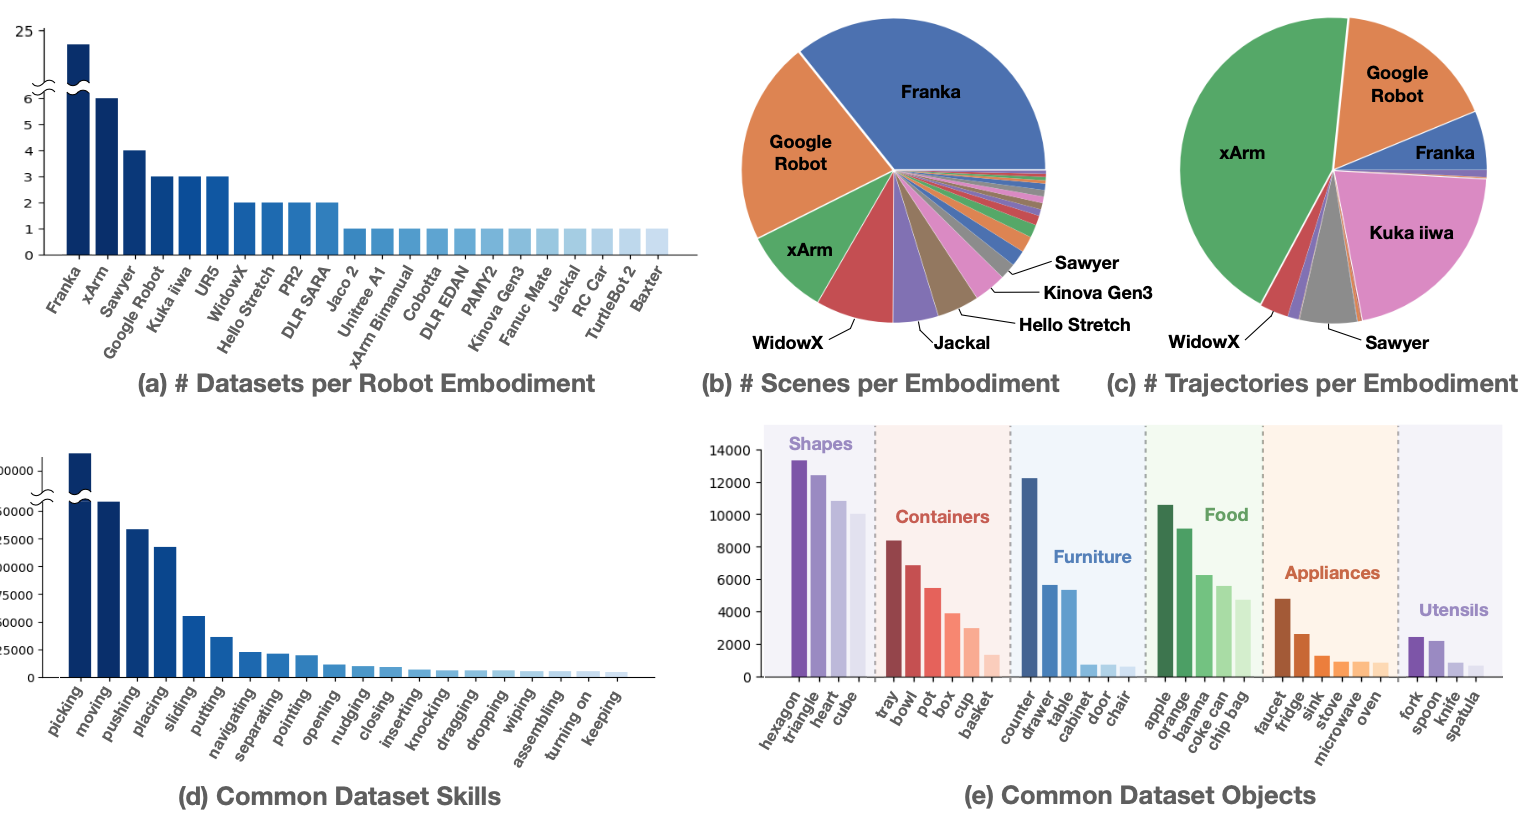 25
6
5
4
3
2
1
0
Franka
xArm
Sawyer
Google Robot
Kuka iiwa
UR5
WidowX
Hello Stretch
PR2
DLR SARA
Jaco 2
Unitree A1
xArm Bimanual
Cobotta
DLR EDAN
PAMY2
Kinova Gen3
Fanuc Mate
Jackal
RC Car
TurtleBot 2
Baxter
(a) # Datasets per Robot Embodiment
Franka
Google
Robot
xArm
WidowX
Jackal
Hello Stretch
Kinova Gen3
Sawyer
(b) # Scenes per Embodiment
Google
Robot
Franka
xArm
Kuka iiwa
WidowX
Sawyer
(c) # Trajectories per Embodiment
00000
50000
25000
00000
75000
50000
25000
0
picking
moving
pushing
placing
sliding
putting
navigating
separating
pointing
opening
nudging
closing
inserting
knocking
dragging
dropping
wiping
assembling
turning on
keeping
(d) Common Dataset Skills
14000
12000
10000
8000
6000
4000
2000
0
Shapes
Containers
Furniture
Food
Appliances
Utensils
hexagon
triangle
heart
cube
tray
bowl
pot
box
cup
basket
counter
drawer
table
cabinet
door
chair
apple
orange
banana
coke can
chip bag
faucet
fridge
sink
stove
microwave
oven
fork
spoon
knife
spatula
(e) Common Dataset Objects